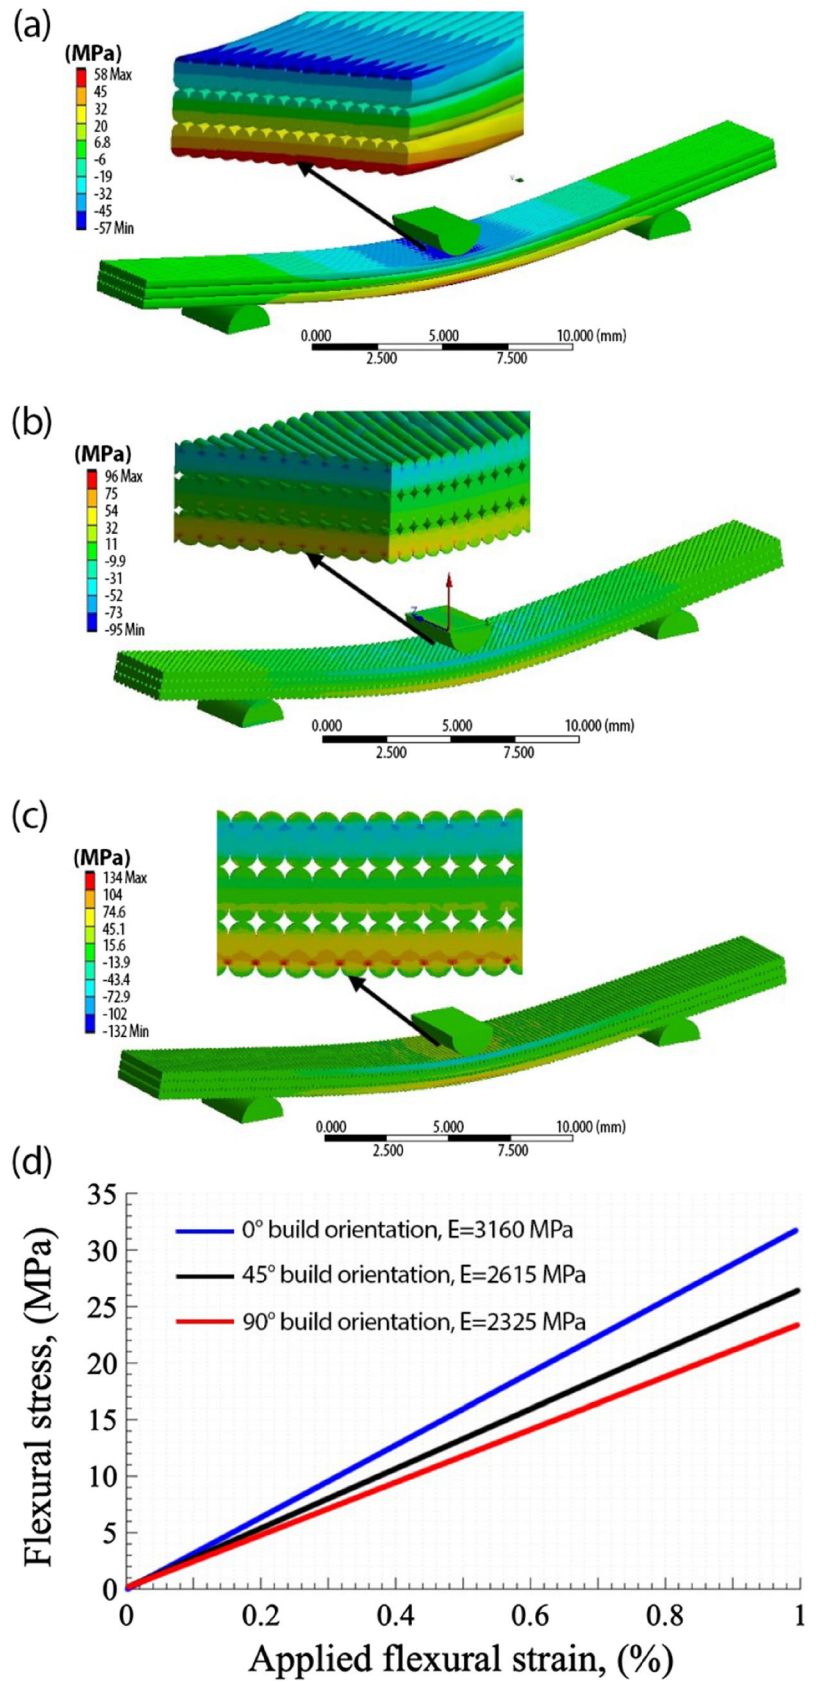 (a)
(MPa)
58 Max
45
32
20
6.8
-6
-19
-32
-45
-57 Min
0.000 5.000 10.000 (mm)
2.500 7.500
(b)
(MPa)
96 Max
75
54
32
11
-9.9
-31
-52
-73
-95 Min
Z
0.000 5.000 10.000 (mm)
2.500 7.500
(c)
(MPa)
134 Max
104
74.6
45.1
15.6
-13.9
-43.4
-72.9
-102
-132 Min
0.000 5.000 10.000 (mm)
2.500 7.500
(d)
Flexural stress, (MPa)
35
30
25
20
15
10
5
0
0° build orientation, E=3160 MPa
45° build orientation, E=2615 MPa
90° build orientation, E=2325 MPa
0 0.2 0.4 0.6 0.8 1
Applied flexural strain, (%)